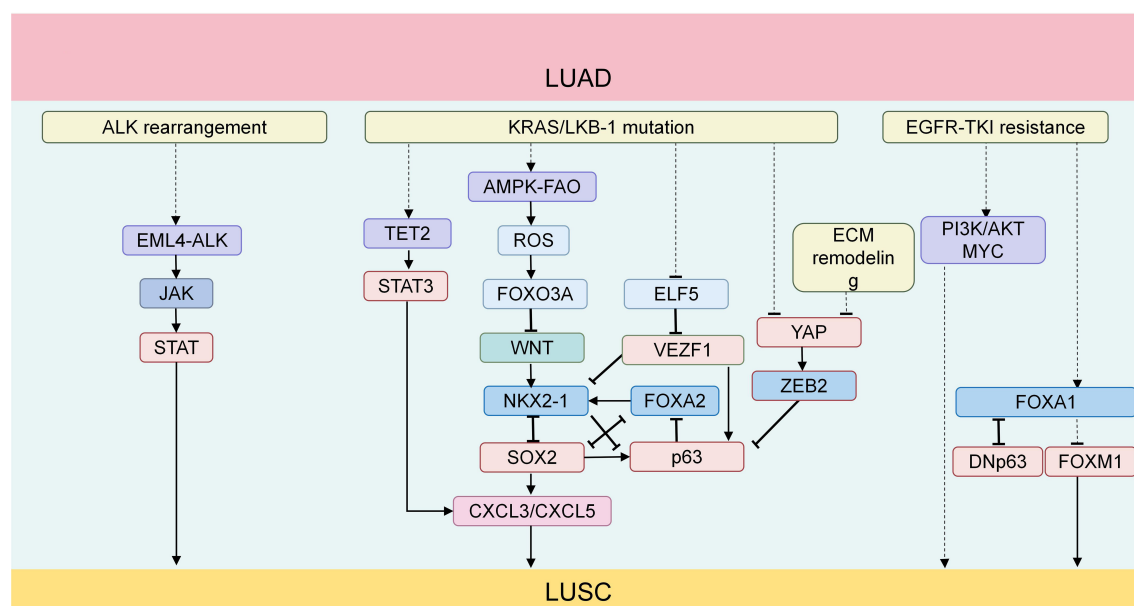 LUAD
ALK rearrangement
KRAS/LKB-1 mutation
EGFR-TKI resistance
AMPK-FAO
EML4-ALK
TET2
ROS
ECM
remodelin
g
PI3K/AKT
MYC
JAK
STAT3
FOXO3A
ELF5
STAT
WNT
VEZF1
YAP
ZEB2
NKX2-1
FOXA2
FOXA1
SOX2
p63
DNp63
FOXM1
CXCL3/CXCL5
LUSC